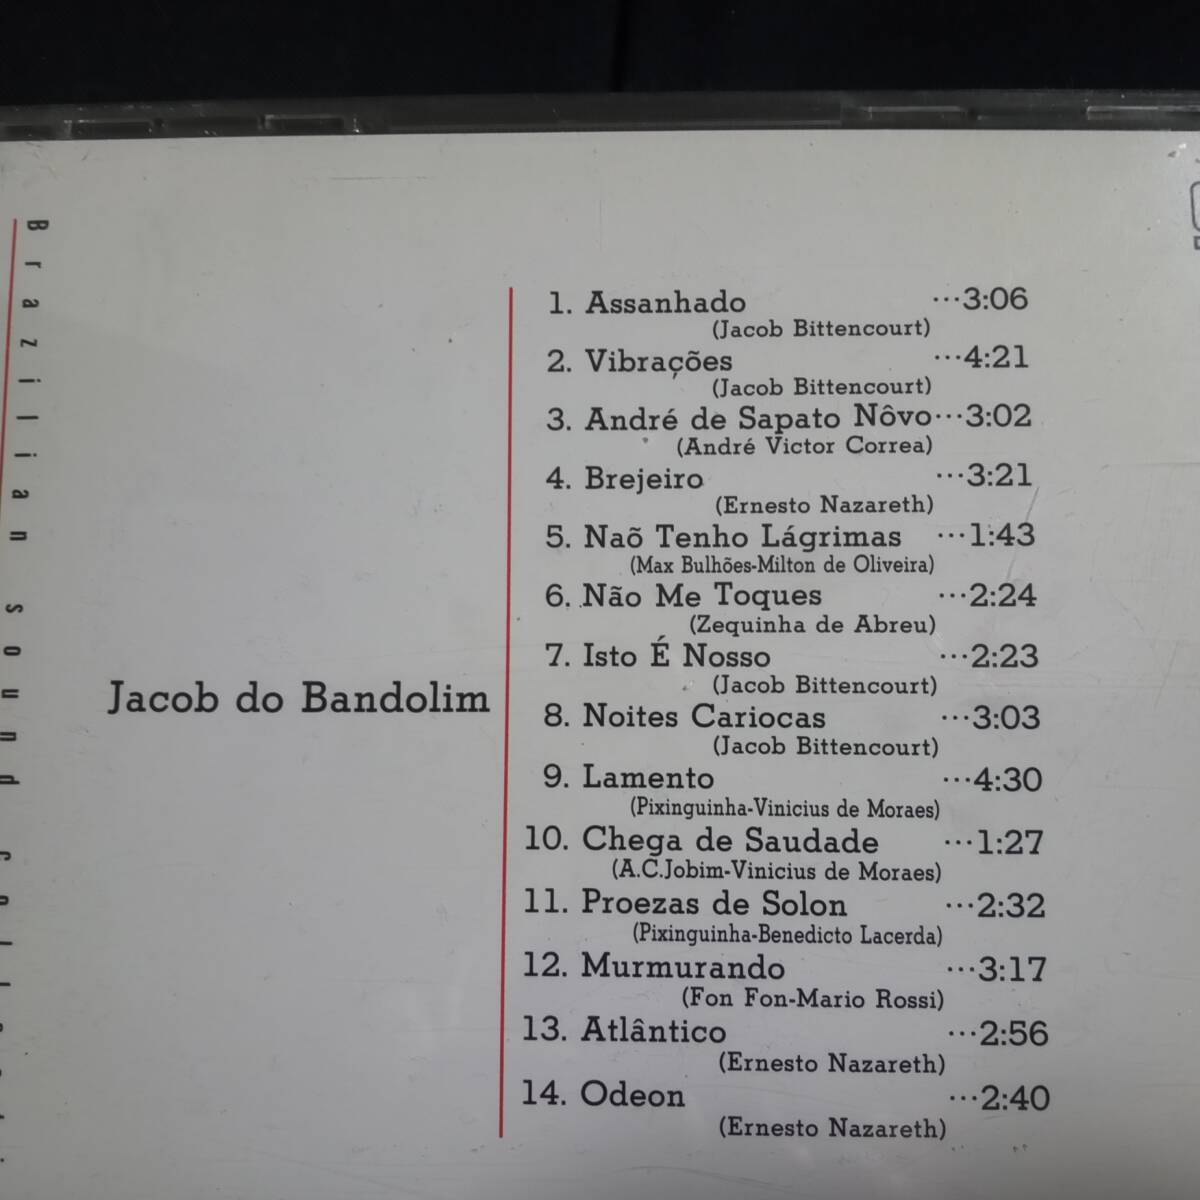 Brazilian Sound
Jacob do Bandolim
1. Assanhado ···3:06
(Jacob Bittencourt)
2. Vibrações ···4:21
(Jacob Bittencourt)
3. André de Sapato Nôvo···3:02
(André Victor Correa)
4. Brejeiro ···3:21
(Ernesto Nazareth)
5. Naõ Tenho Lágrimas ···1:43
(Max Bulhões-Milton de Oliveira)
6. Não Me Toques ···2:24
(Zequinha de Abreu)
7. Isto É Nosso ···2:23
(Jacob Bittencourt)
8. Noites Cariocas ···3:03
(Jacob Bittencourt)
9. Lamento ···4:30
(Pixinguinha-Vinicius de Moraes)
10. Chega de Saudade ···1:27
(A.C.Jobim-Vinicius de Moraes)
11. Proezas de Solon ···2:32
(Pixinguinha-Benedicto Lacerda)
12. Murmurando ···3:17
(Fon Fon-Mario Rossi)
13. Atlântico ···2:56
(Ernesto Nazareth)
14. Odeon ···2:40
(Ernesto Nazareth)